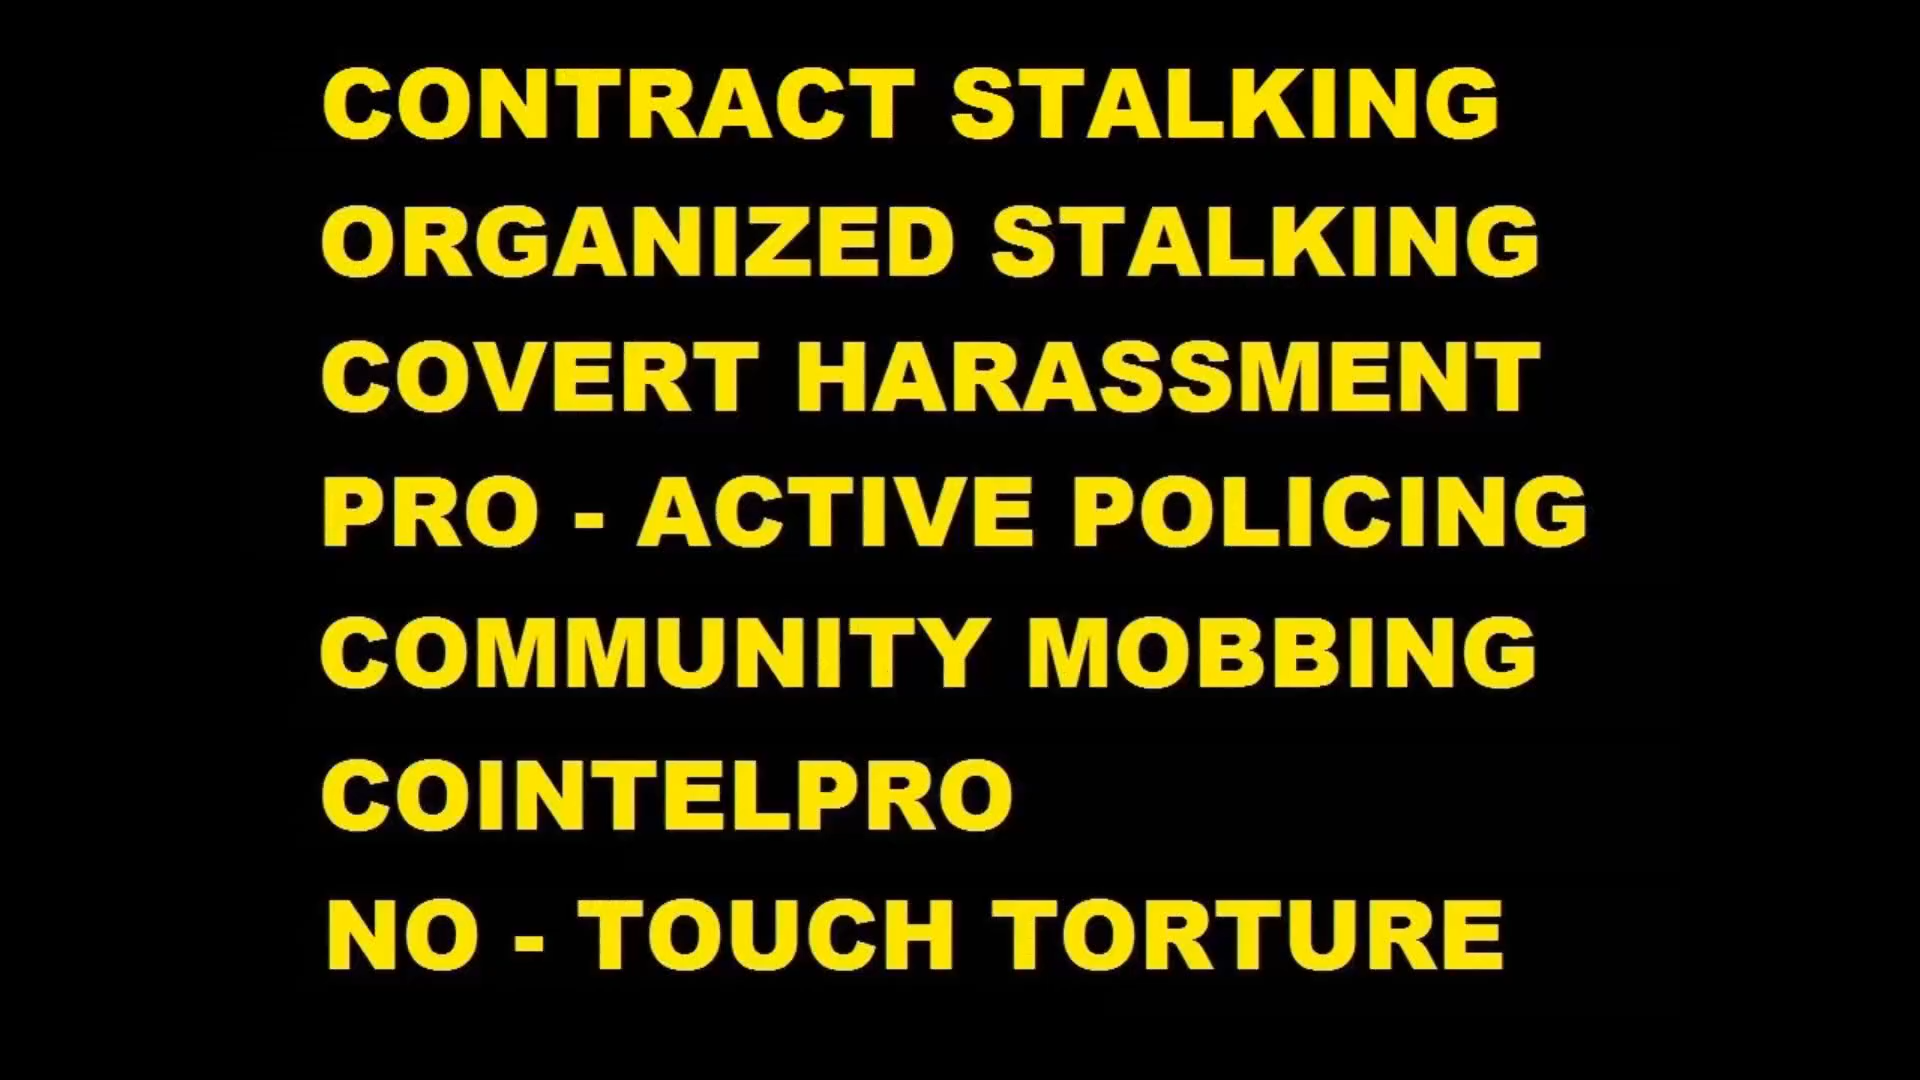 CONTRACT STALKING
ORGANIZED STALKING
COVERT HARASSMENT
PRO - ACTIVE POLICING
COMMUNITY MOBBING
COINTELPRO
NO - TOUCH TORTURE